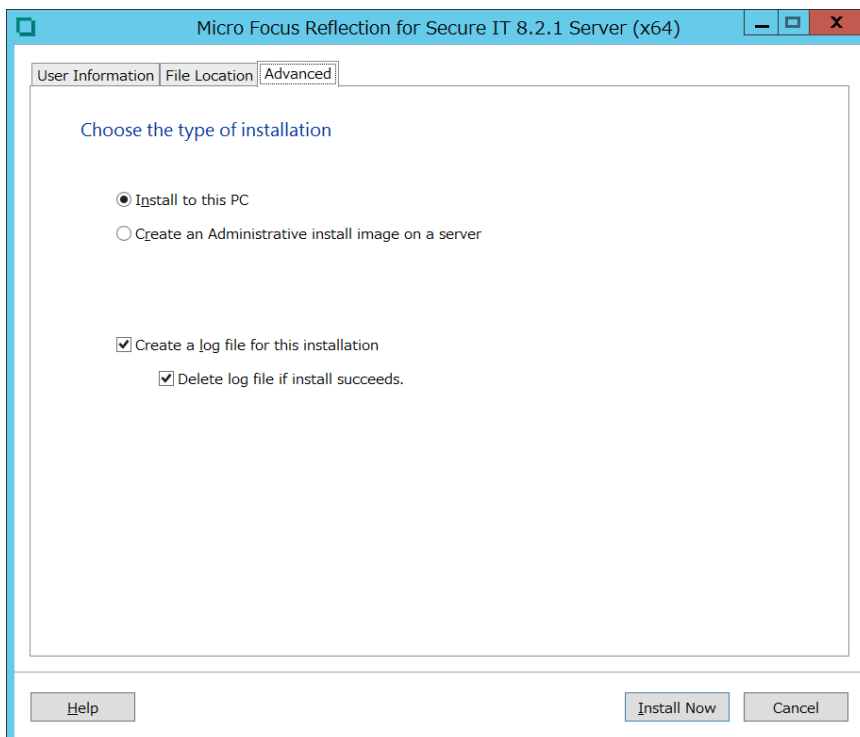 Micro Focus Reflection for Secure IT 8.2.1 Server (x64)
User Information File Location Advanced
Choose the type of installation
Install to this PC
Create an Administrative install image on a server
Create a log file for this installation
Delete log file if install succeeds.
Help Install Now Cancel